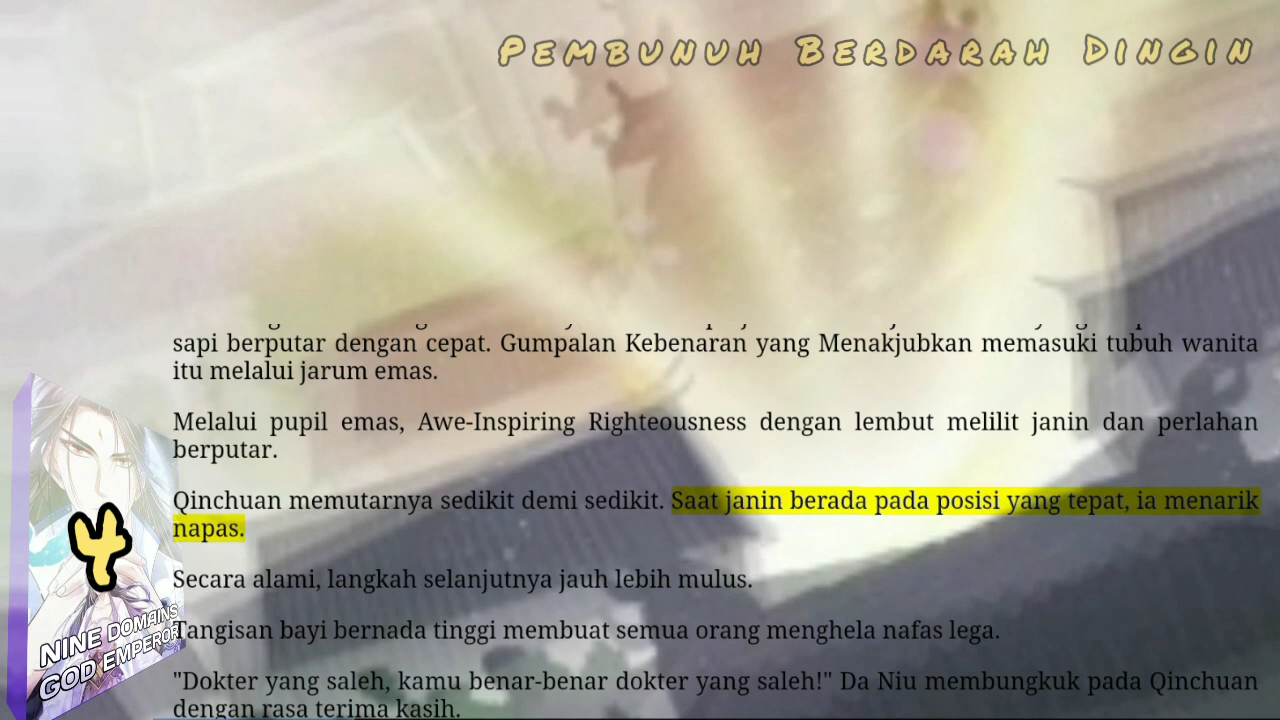 Pembunuh Berdarah Dingin
sapi berputar dengan cepat. Gumpalan Kebenaran yang Menakjubkan memasuki tubuh wanita
itu melalui jarum emas.
Melalui pupil emas, Awe-Inspiring Righteousness dengan lembut melilit janin dan perlahan
berputar.
Qinchuan memutarnya sedikit demi sedikit. Saat janin berada pada posisi yang tepat, ia menarik
napas.
Secara alami, langkah selanjutnya jauh lebih mulus.
Tangisan bayi bernada tinggi membuat semua orang menghela nafas lega.
"Dokter yang saleh, kamu benar-benar dokter yang saleh!" Da Niu membungkuk pada Qinchuan
dengan rasa terima kasih.
NINE DOMAINS
GOD EMPEROR